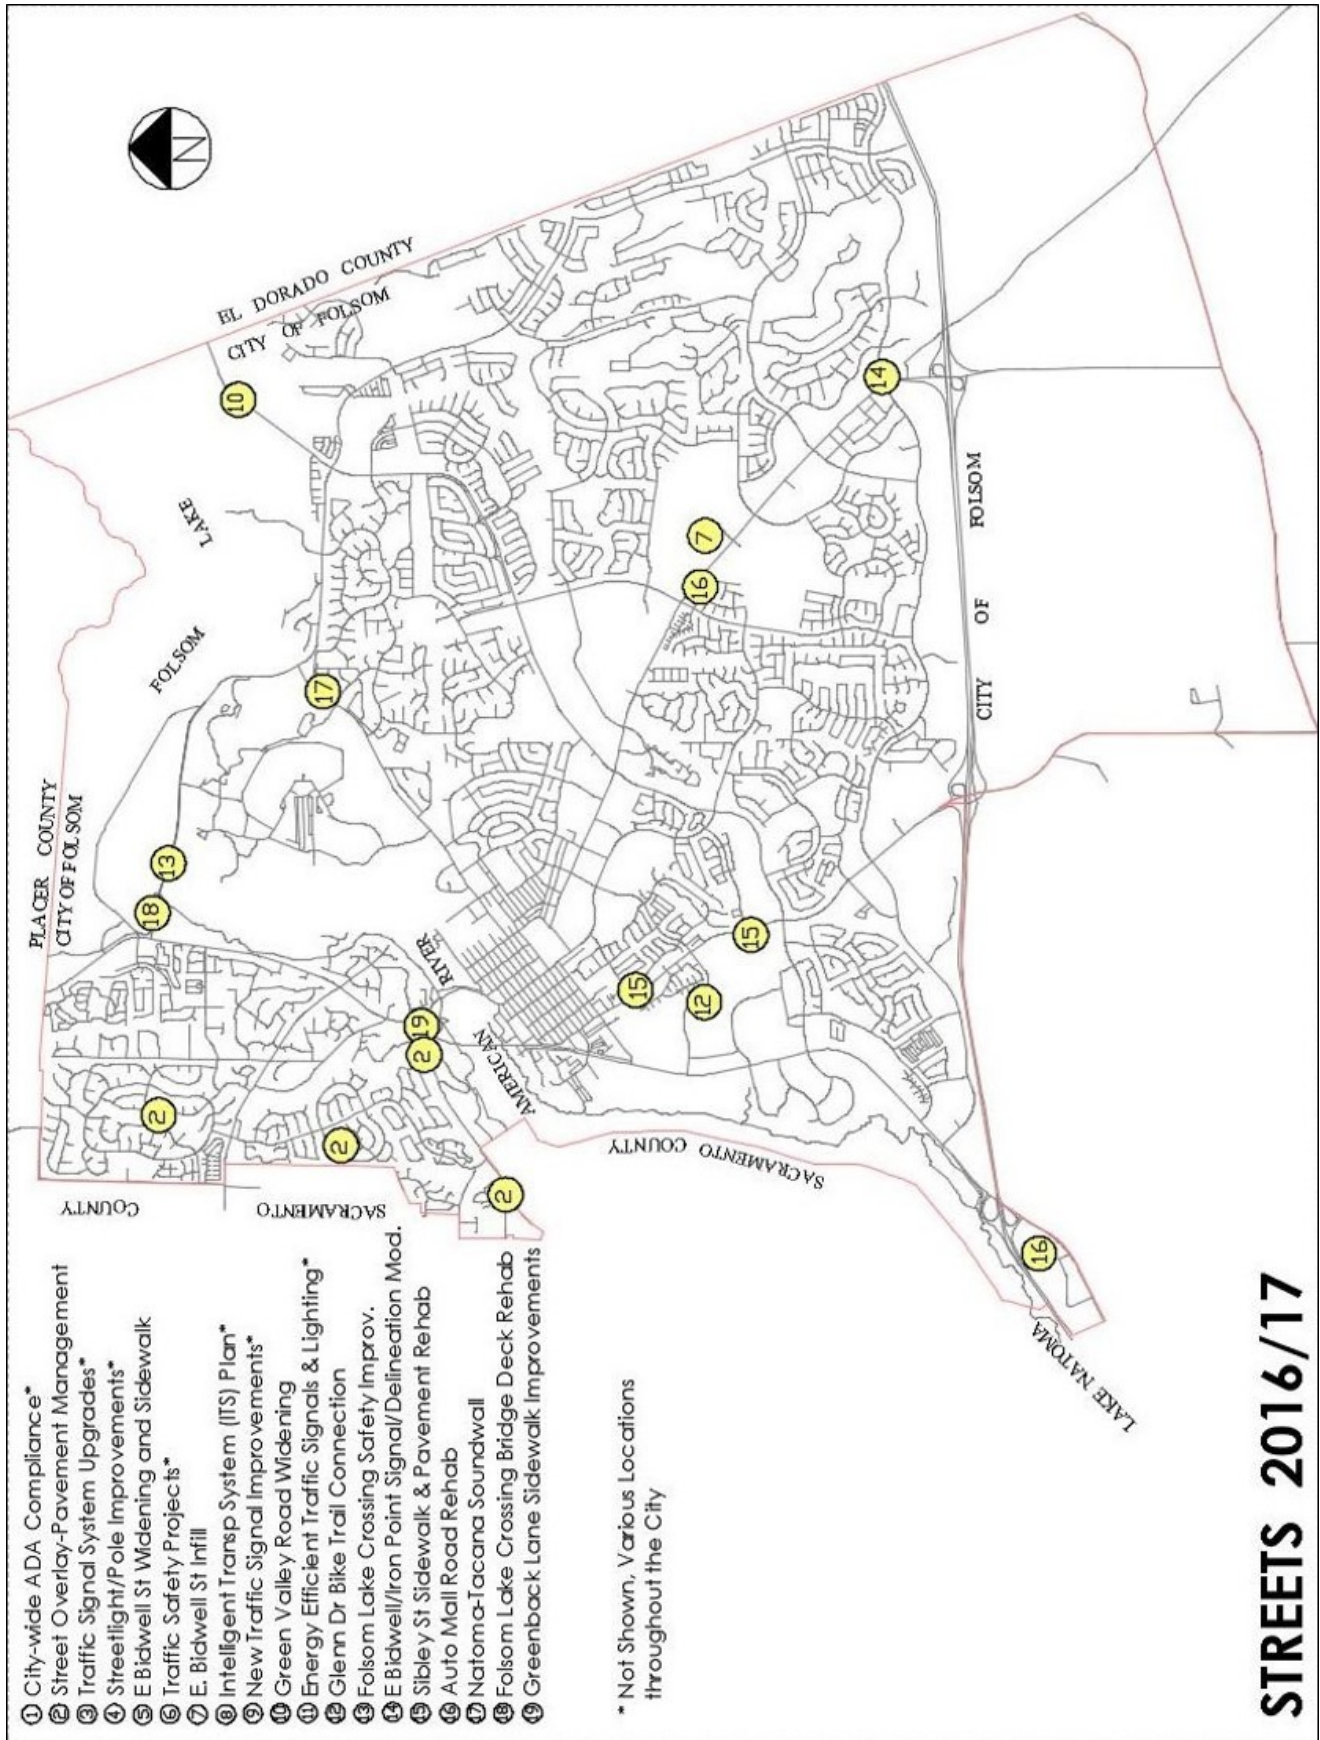 ① City-wide ADA Compliance*
② Street Overlay-Pavement Management
③ Traffic Signal System Upgrades*
④ Streetlight/Pole Improvements*
⑤ E Bidwell St Widening and Sidewalk
⑥ Traffic Safety Projects*
⑦ E. Bidwell St Infill
⑧ Intelligent Transp System (ITS) Plan*
⑨ New Traffic Signal Improvements*
⑩ Green Valley Road Widening
⑪ Energy Efficient Traffic Signals & Lighting*
⑫ Glenn Dr Bike Trail Connection
⑬ Folsom Lake Crossing Safety Improv.
⑭ E Bidwell/Iron Point Signal/Delineation Mod.
⑮ Sibley St Sidewalk & Pavement Rehab
⑯ Auto Mall Road Rehab
⑰ Natoma-Tacana Soundwall
⑱ Folsom Lake Crossing Bridge Deck Rehab
⑲ Greenback Lane Sidewalk Improvements
* Not Shown, Various Locations
throughout the City
STREETS 2016/17
PLACER COUNTY
CITY OF FOLSOM
FOLSOM LAKE
EL DORADO COUNTY
CITY OF FOLSOM
N
SACRAMENTO COUNTY
AMERICAN RIVER
SACRAMENTO COUNTY
LAKE NATOMA
CITY OF FOLSOM
2
2
2
2
19
18
13
17
10
15
15
12
16
7
14
16